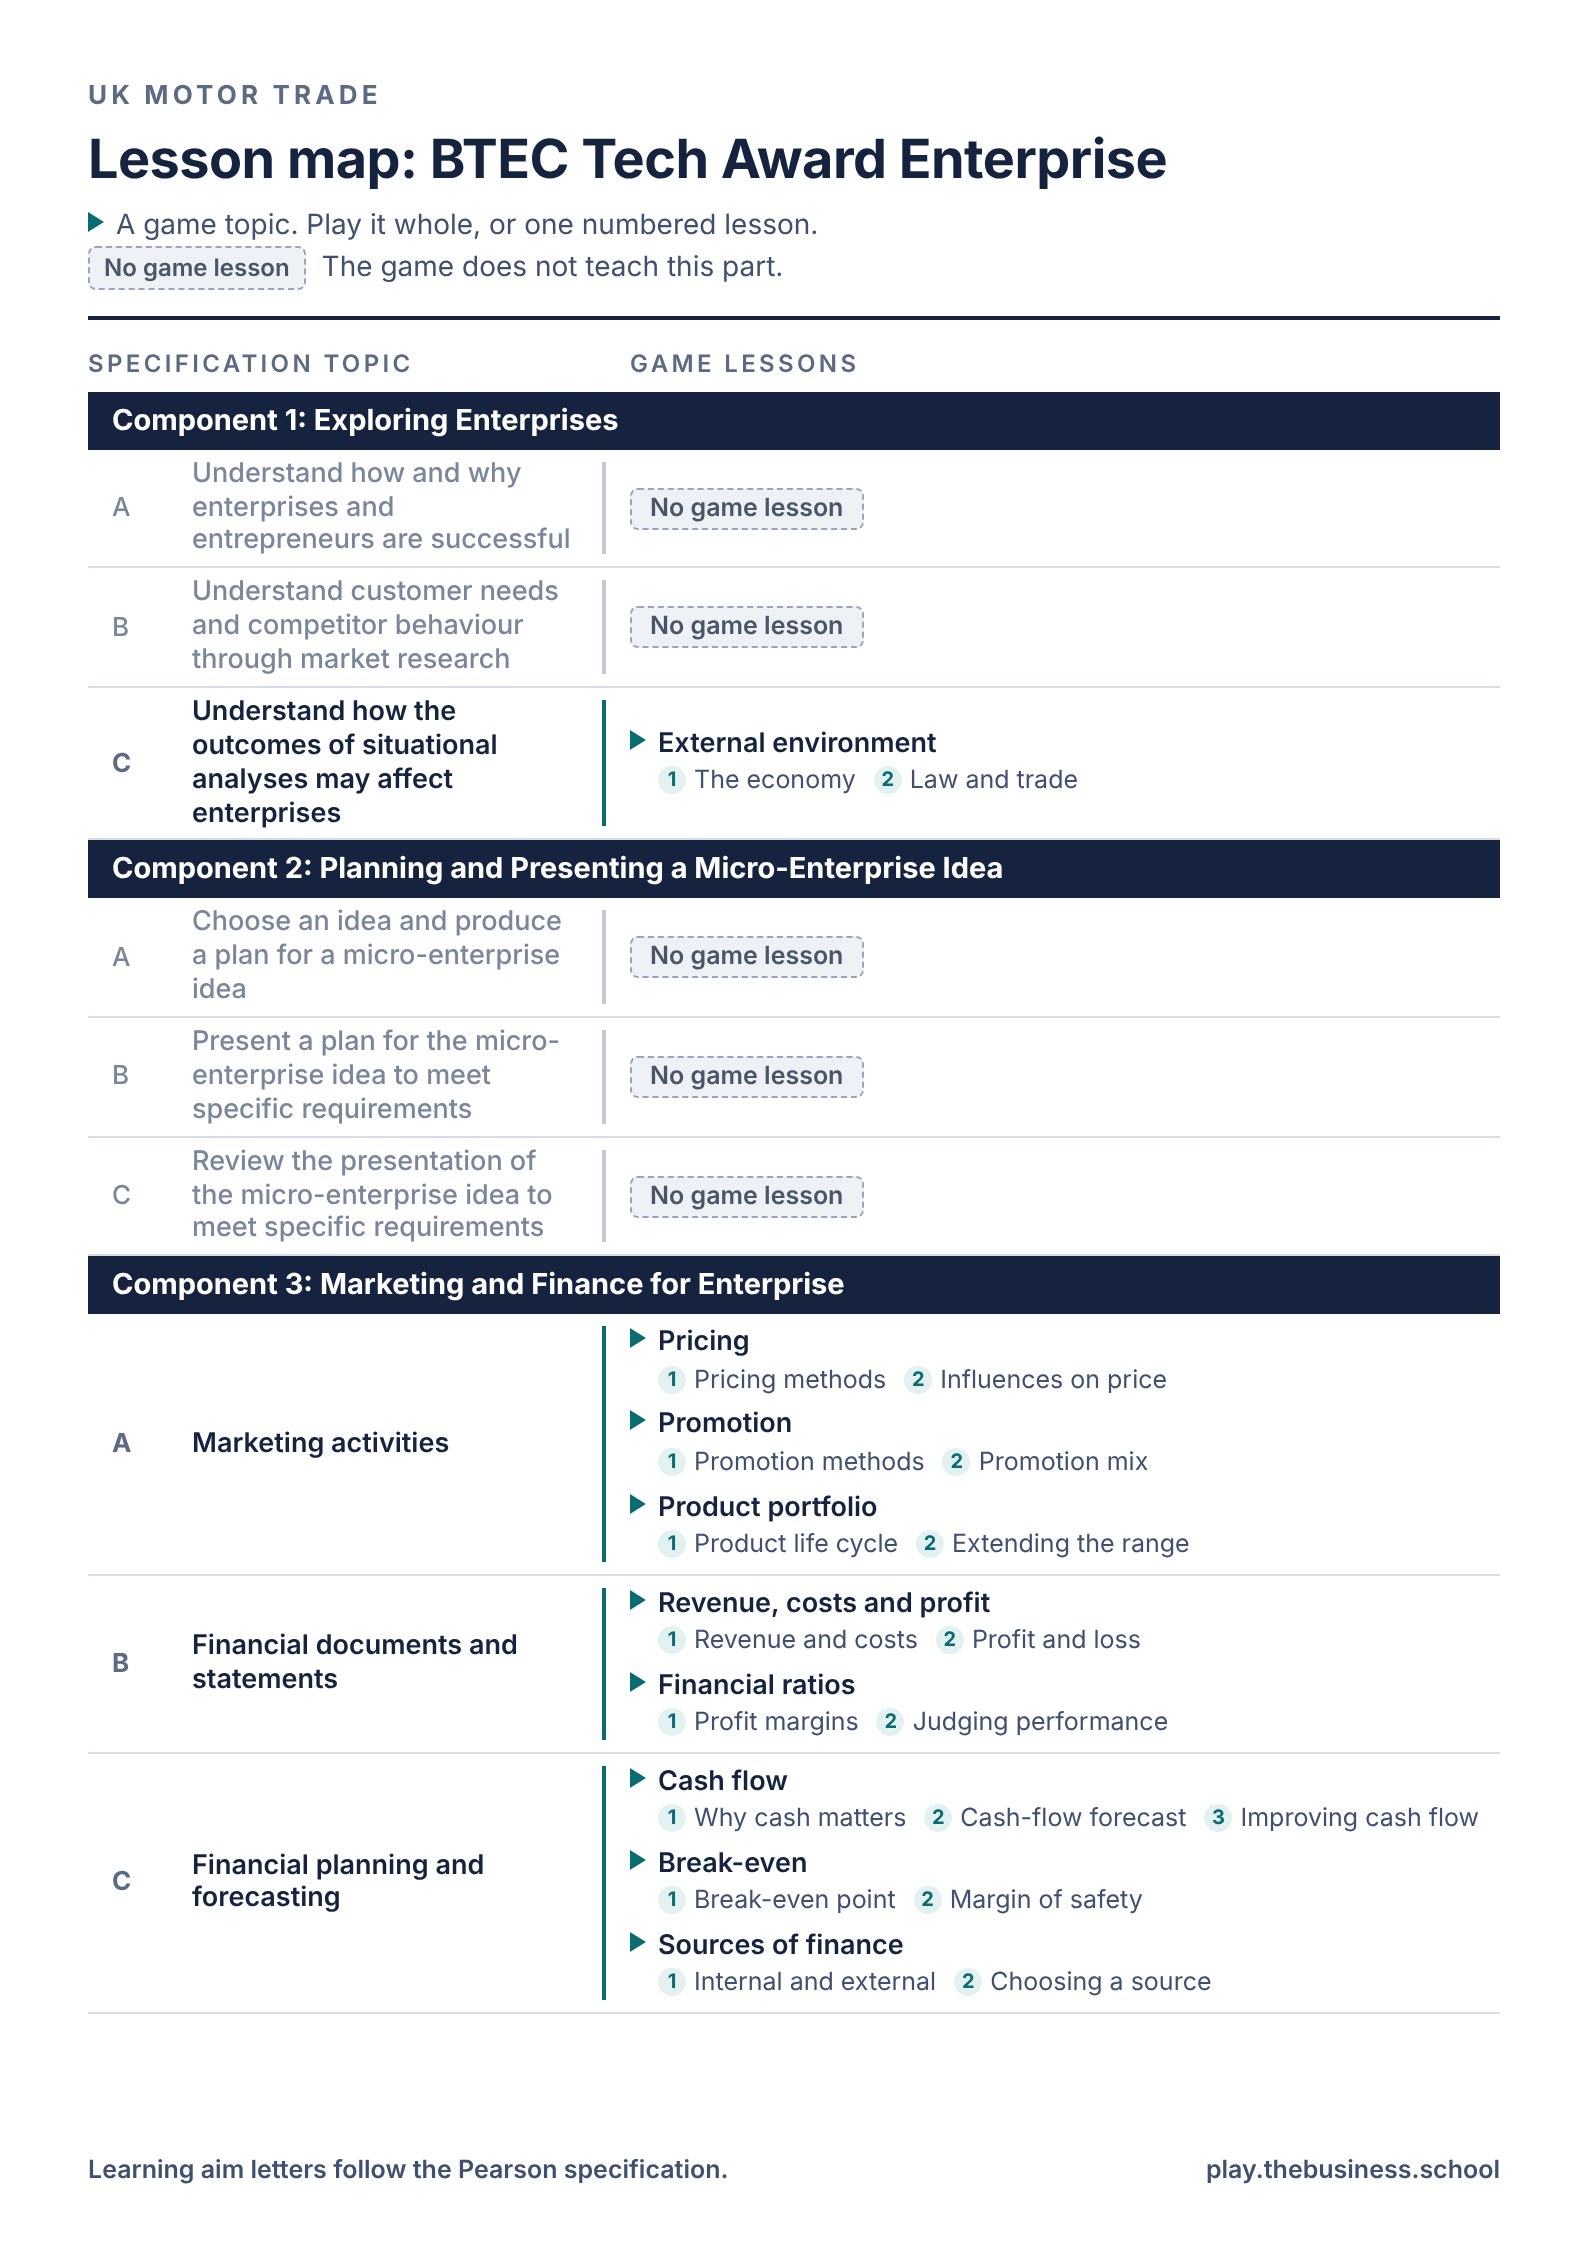 UK MOTOR TRADE
Lesson map: BTEC Tech Award Enterprise
A game topic. Play it whole, or one numbered lesson.
No game lesson The game does not teach this part.
SPECIFICATION TOPIC GAME LESSONS
Component 1: Exploring Enterprises
A
Understand how and why
enterprises and
entrepreneurs are successful
No game lesson
B
Understand customer needs
and competitor behaviour
through market research
No game lesson
C
Understand how the
outcomes of situational
analyses may affect
enterprises
External environment
1 The economy 2 Law and trade
Component 2: Planning and Presenting a Micro-Enterprise Idea
A
Choose an idea and produce
a plan for a micro-enterprise
idea
No game lesson
B
Present a plan for the micro-
enterprise idea to meet
specific requirements
No game lesson
C
Review the presentation of
the micro-enterprise idea to
meet specific requirements
No game lesson
Component 3: Marketing and Finance for Enterprise
A
Marketing activities
Pricing
1 Pricing methods 2 Influences on price
Promotion
1 Promotion methods 2 Promotion mix
Product portfolio
1 Product life cycle 2 Extending the range
B
Financial documents and
statements
Revenue, costs and profit
1 Revenue and costs 2 Profit and loss
Financial ratios
1 Profit margins 2 Judging performance
C
Financial planning and
forecasting
Cash flow
1 Why cash matters 2 Cash-flow forecast 3 Improving cash flow
Break-even
1 Break-even point 2 Margin of safety
Sources of finance
1 Internal and external 2 Choosing a source
Learning aim letters follow the Pearson specification.
play.thebusiness.school